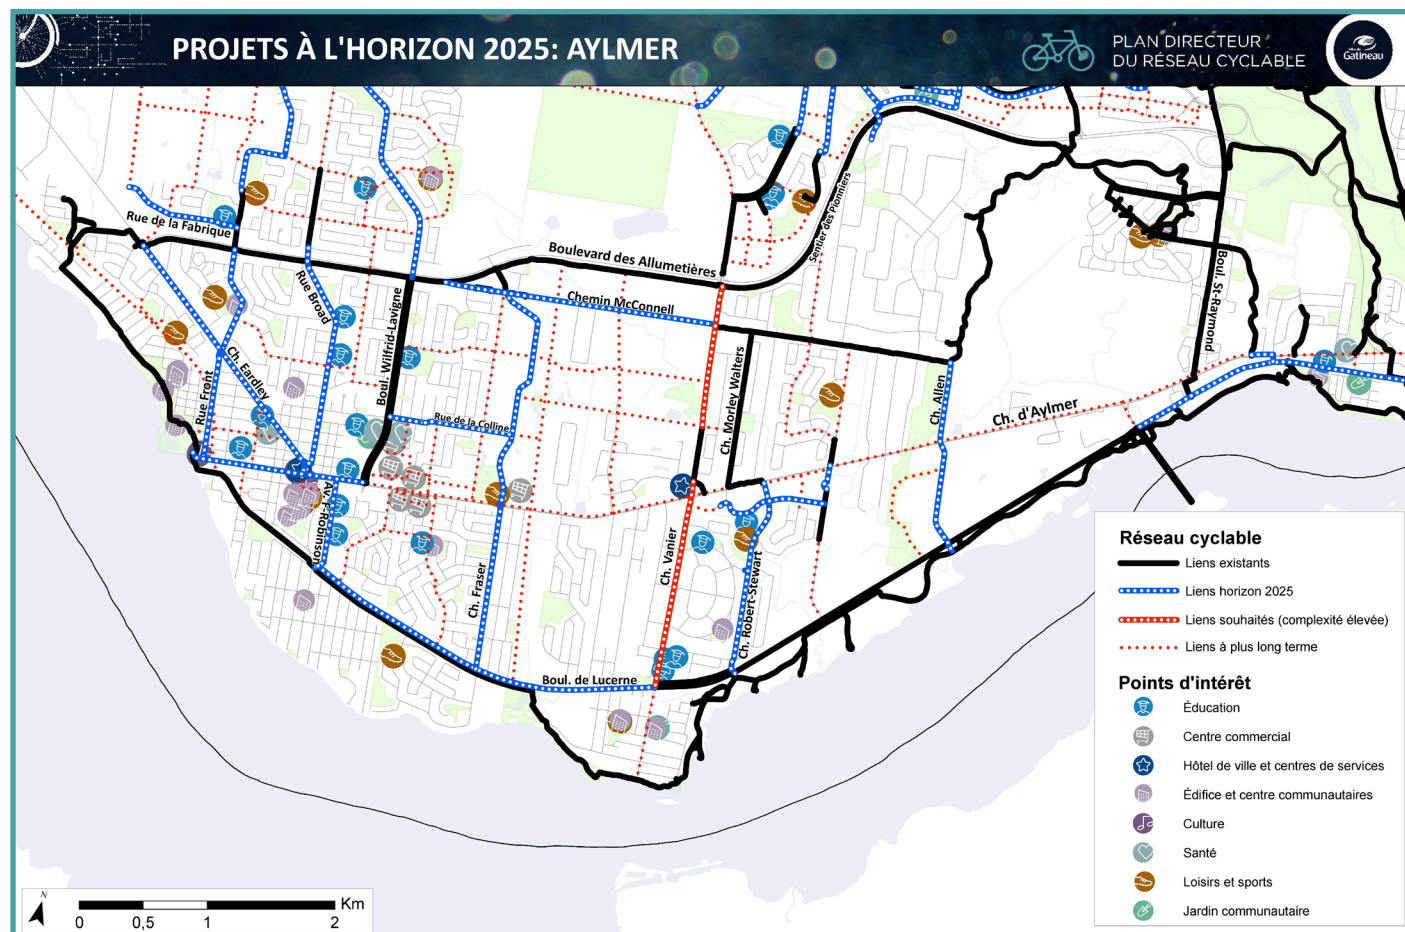 PROJETS À L'HORIZON 2025: AYLMER
PLAN DIRECTEUR
DU RÉSEAU CYCLABLE
Ville de
Gatineau
Rue de la Fabrique
Boulevard des Allumetières
Sentier des Pionniers
Chemin McConnell
Rue Broad
Boul. Wilfrid-Lavigne
Boul. St-Raymond
Ch. Eardley
Rue Front
Rue de la Colline
Ch. Morley Walters
Ch. Allen
Ch. d'Aylmer
Av. F.-Robinson
Ch. Fraser
Ch. Vanier
Ch. Robert-Stewart
Boul. de Lucerne
Réseau cyclable
Liens existants
Liens horizon 2025
Liens souhaités (complexité élevée)
Liens à plus long terme
Points d'intérêt
Éducation
Centre commercial
Hôtel de ville et centres de services
Édifice et centre communautaires
Culture
Santé
Loisirs et sports
Jardin communautaire
N
Km
0 0,5 1 2